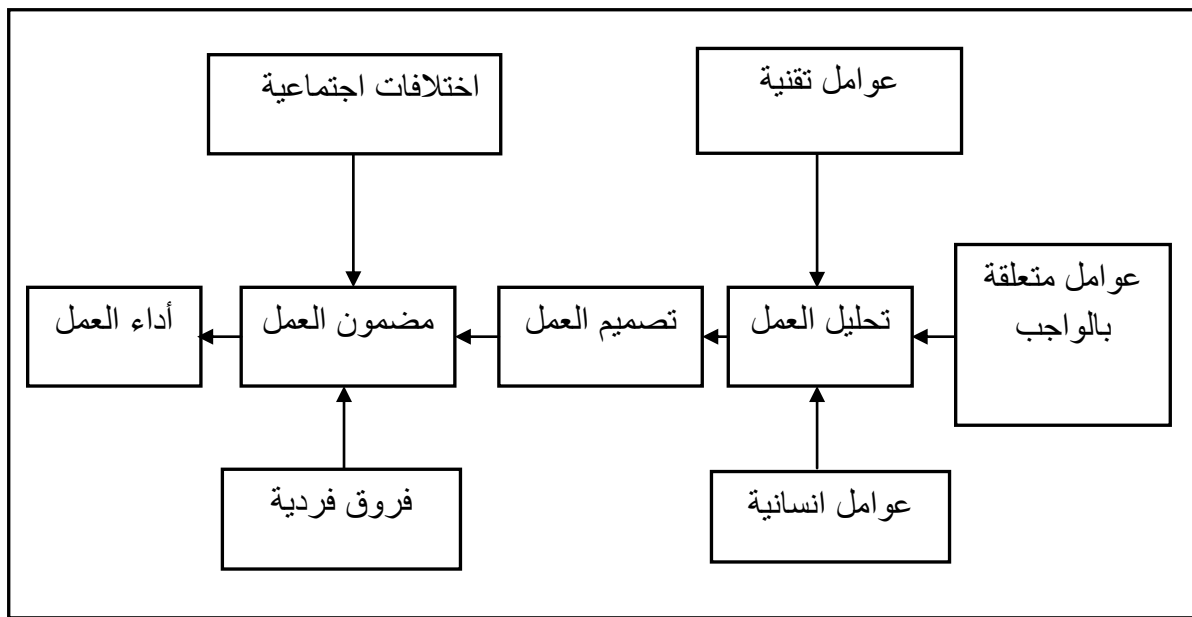 عوامل تقنية
اختلافات اجتماعية
عوامل متعلقة
بالواجب
تحليل العمل
تصميم العمل
مضمون العمل
أداء العمل
عوامل انسانية
فروق فردية